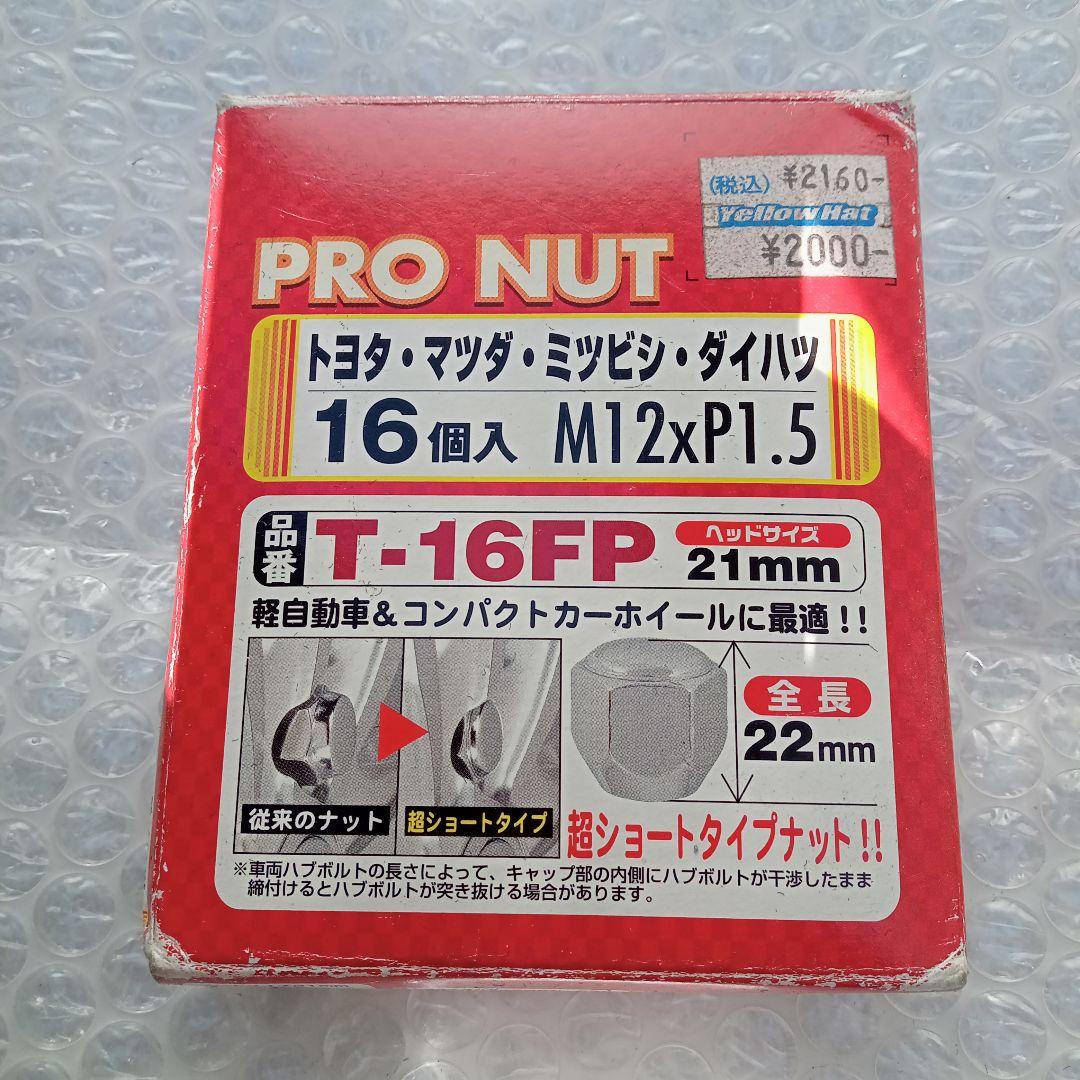 (税込) ¥2160-
YellowHat
¥2000-
PRO NUT
トヨタ・マツダ・ミツビシ・ダイハツ
16個入 M12xP1.5
品番 T-16FP ヘッドサイズ 21mm
軽自動車&コンパクトカーホイールに最適!!
全長
22mm
従来のナット
超ショートタイプ
超ショートタイプナット!!
※車両ハブボルトの長さによって、キャップ部の内側にハブボルトが干渉したまま
締付けるとハブボルトが突き抜ける場合があります。